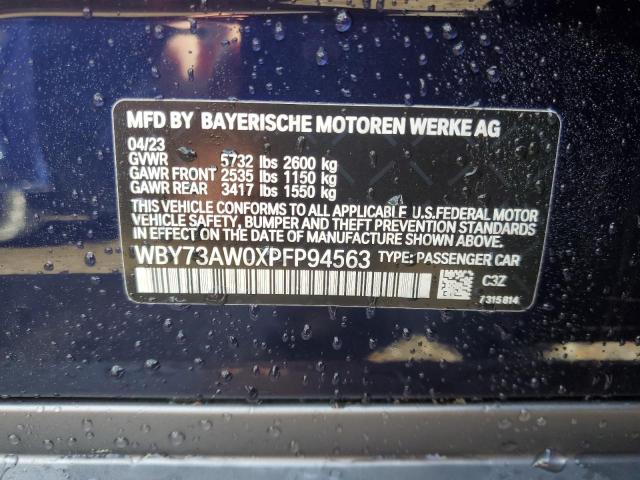 MFD BY BAYERISCHE MOTOREN WERKE AG
04/23
GVWR 5732 lbs 2600 kg
GAWR FRONT 2535 lbs 1150 kg
GAWR REAR 3417 lbs 1550 kg
THIS VEHICLE CONFORMS TO ALL APPLICABLE U.S.FEDERAL MOTOR
VEHICLE SAFETY, BUMPER AND THEFT PREVENTION STANDARDS
IN EFFECT ON THE DATE OF MANUFACTURE SHOWN ABOVE.
WBY73AW0XPFP94563 TYPE: PASSENGER CAR
C3Z
7315814